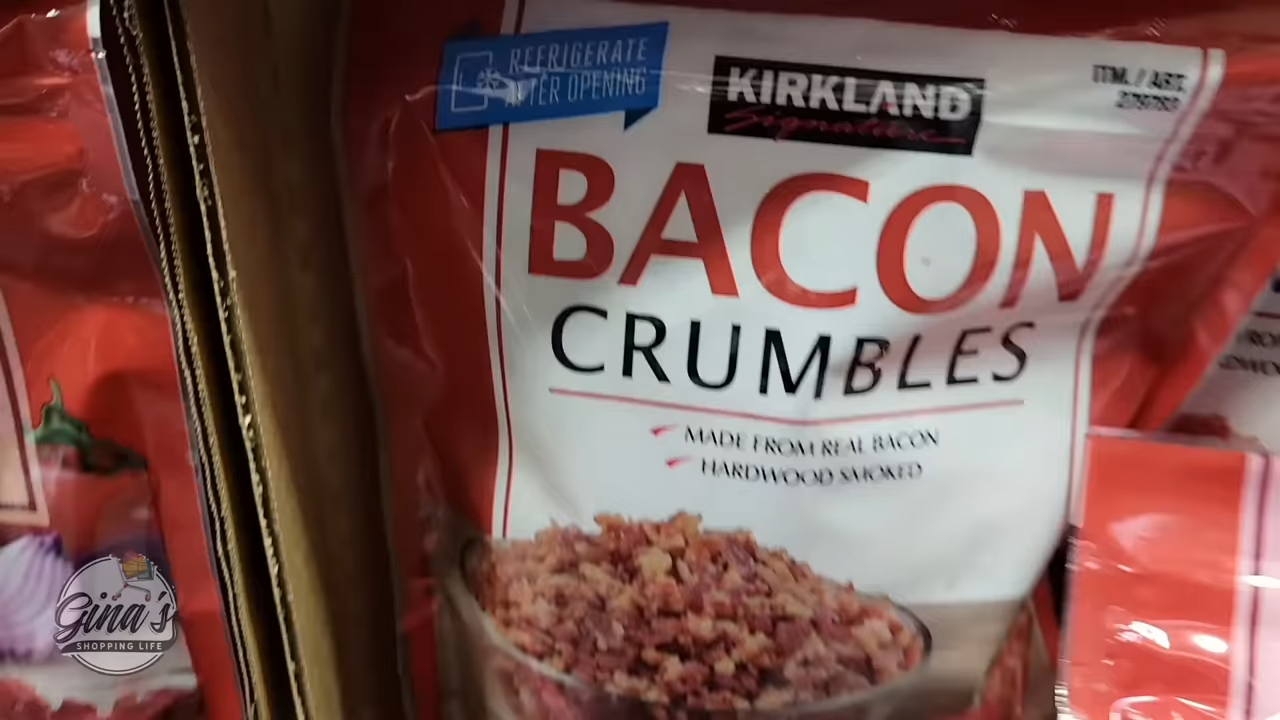 REFRIGERATE
AFTER OPENING
KIRKLAND
Signature
ITM. / ART.
BACON
CRUMBLES
MADE FROM REAL BACON
HARDWOOD SMOKED
Gina's
SHOPPING LIFE